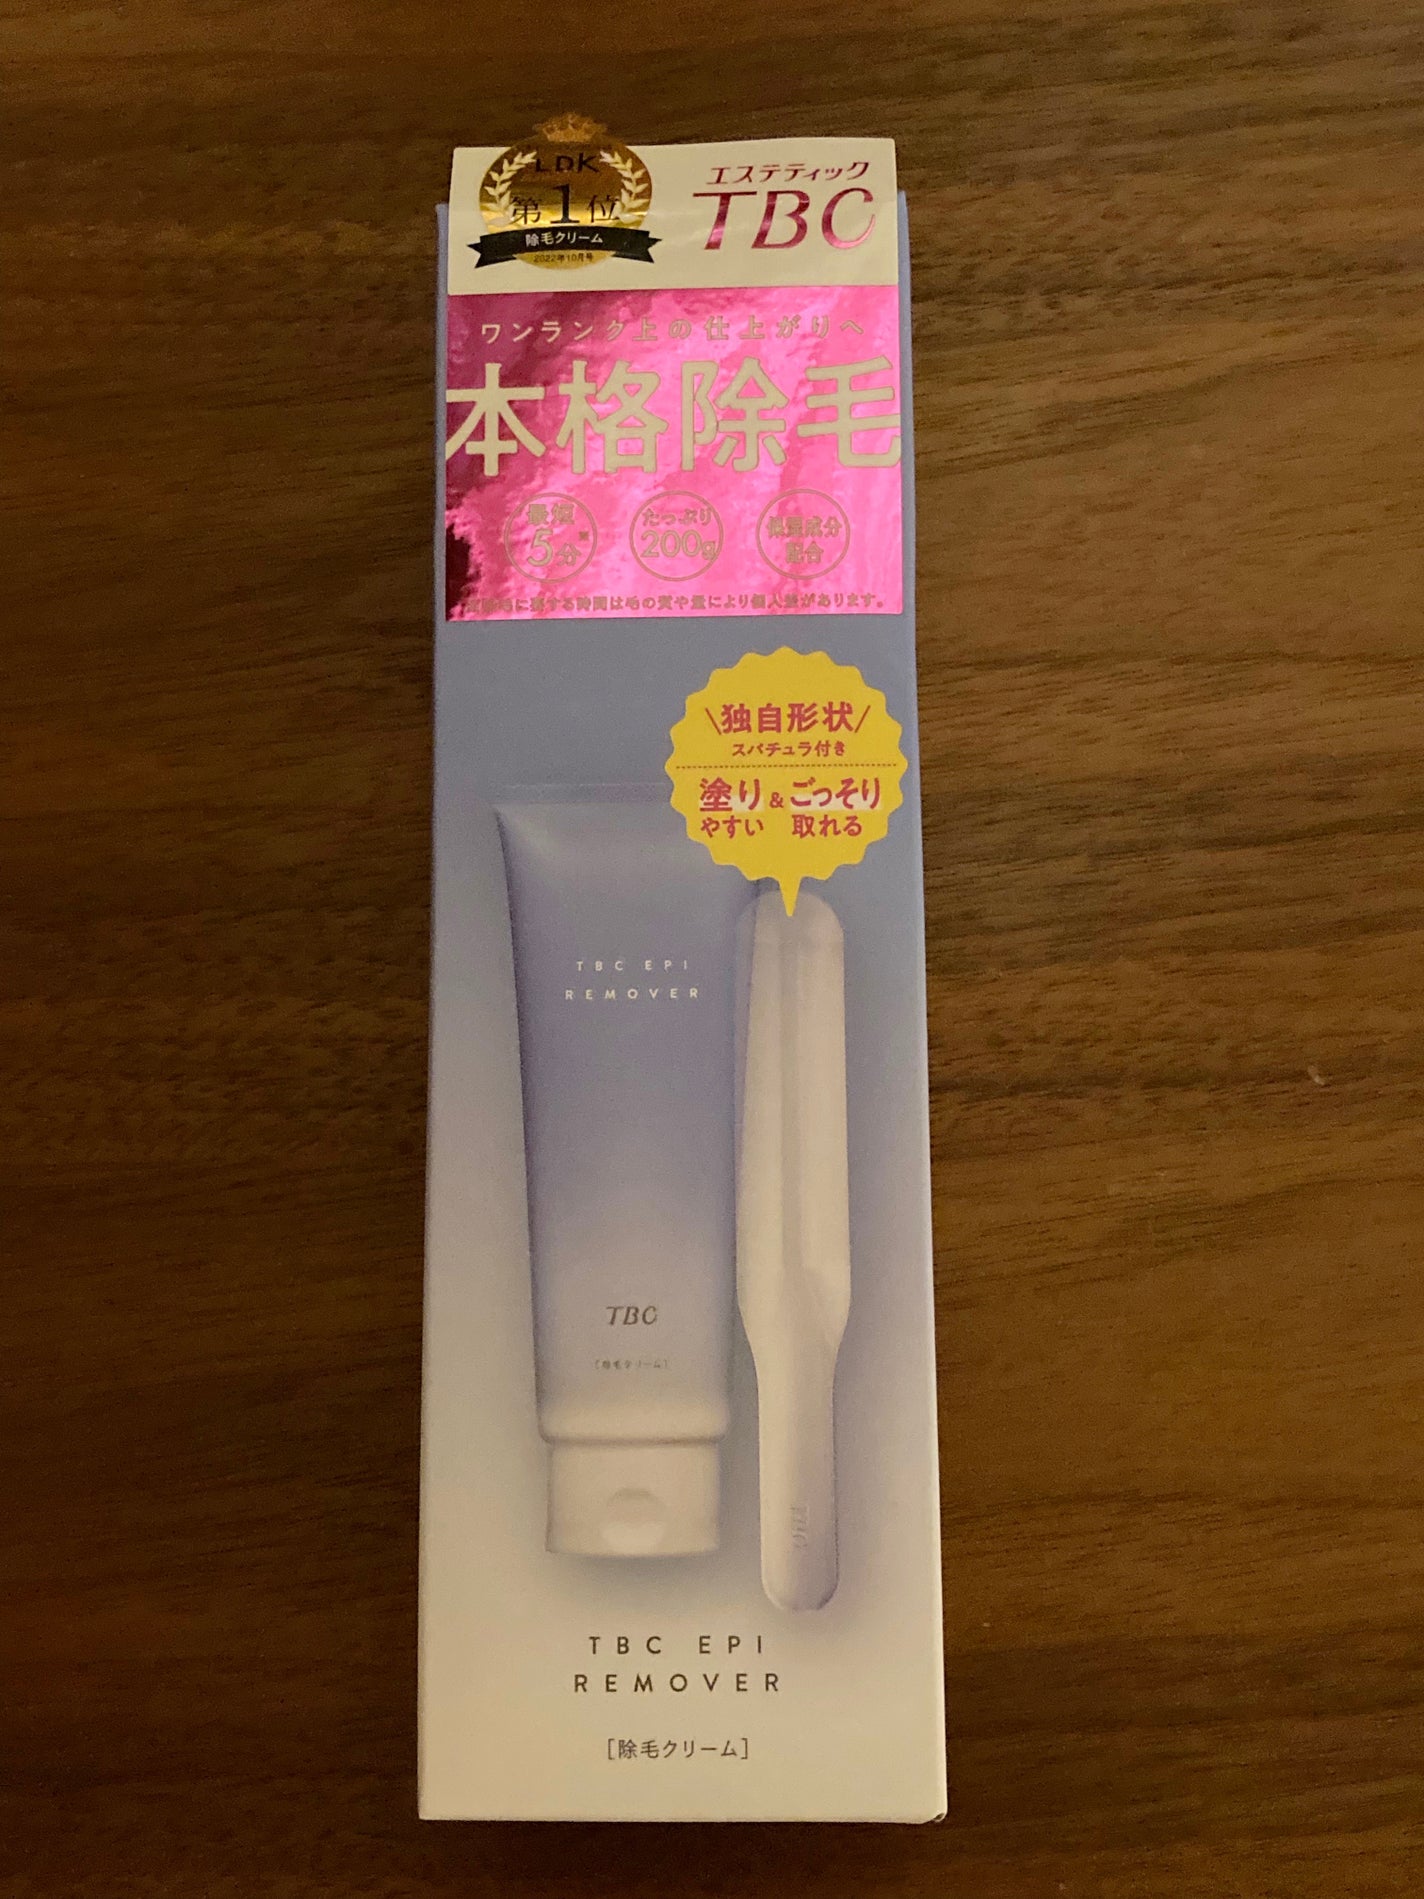 LDK
第1位
除毛クリーム
2022年10月号
エステティック
TBC
ワンランク上の仕上がりへ
本格除毛
最短
5分※
たっぷり
200g
保湿成分
配合
※除毛に要する時間は毛の質や量により個人差があります。
\独自形状/
スパチュラ付き
塗り&ごっそり
やすい 取れる
TBC EPI
REMOVER
TBC
[除毛クリーム]
TBC EPI
REMOVER
[除毛クリーム]